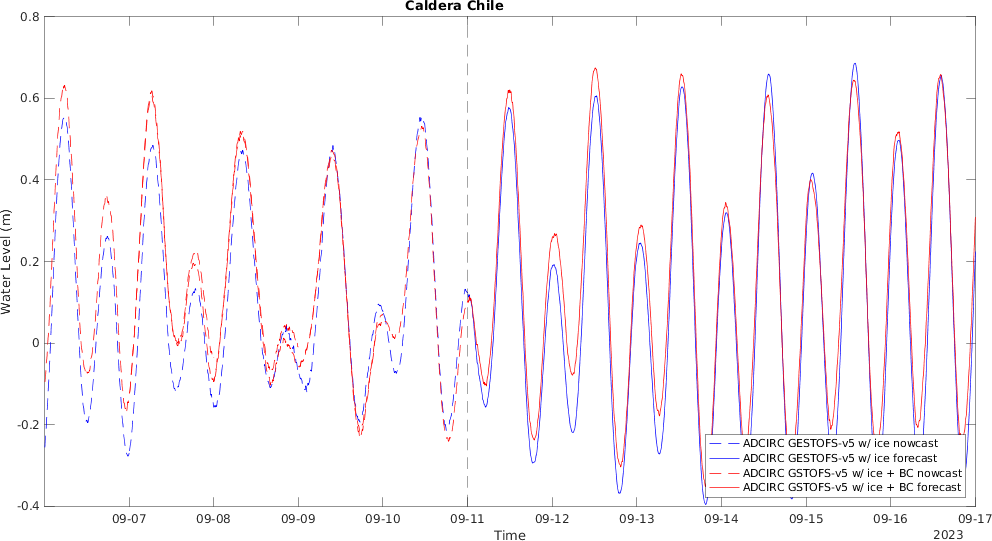 Caldera Chile
Water Level (m)
0.8
0.6
0.4
0.2
0
-0.2
-0.4
ADCIRC GESTOFS-v5 w/ ice nowcast
ADCIRC GESTOFS-v5 w/ ice forecast
ADCIRC GSTOFS-v5 w/ ice + BC nowcast
ADCIRC GSTOFS-v5 w/ ice + BC forecast
09-07 09-08 09-09 09-10 09-11 09-12 09-13 09-14 09-15 09-16 09-17
Time
2023